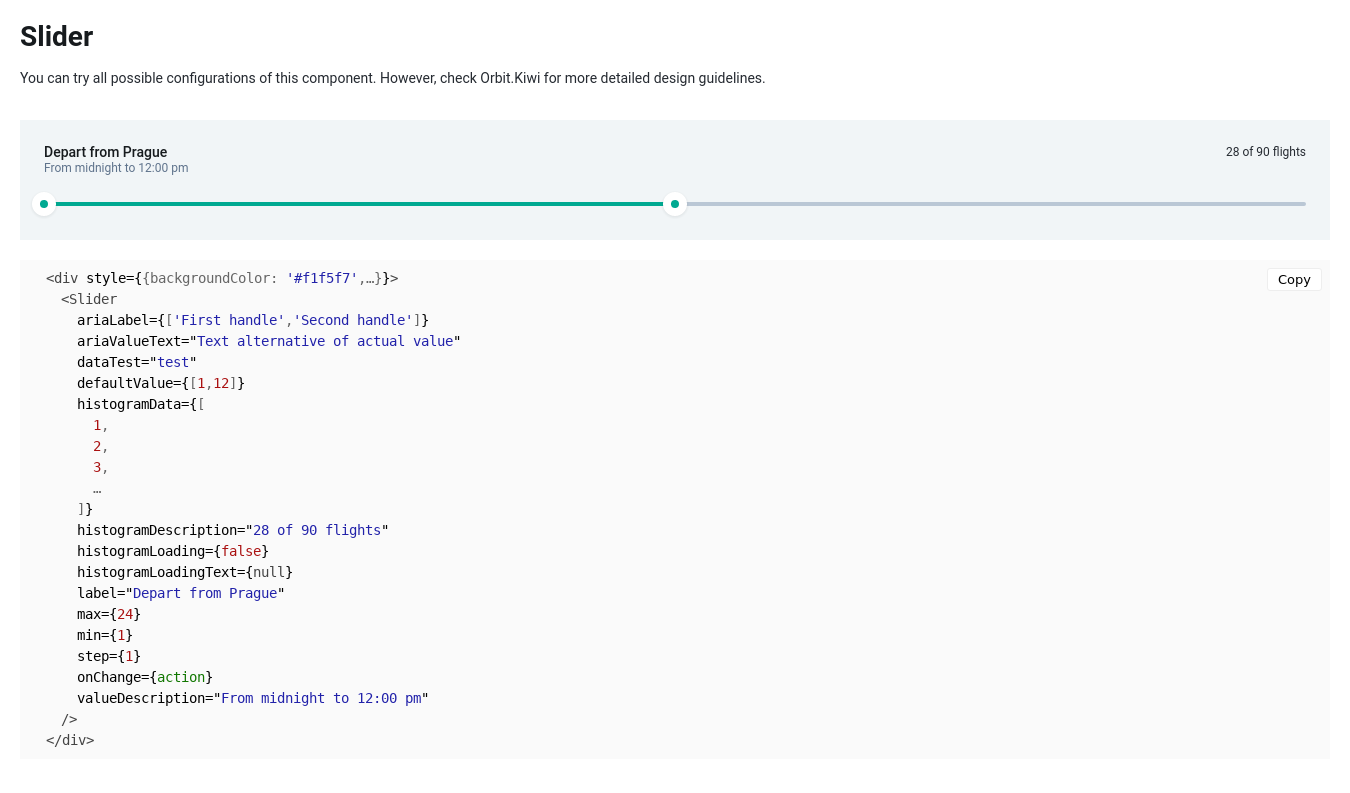 Slider
You can try all possible configurations of this component. However, check Orbit.Kiwi for more detailed design guidelines.
Depart from Prague
28 of 90 flights
From midnight to 12:00 pm
<div style={{backgroundColor: '#f1f5f7',…}}>
Copy
<Slider
ariaLabel={['First handle','Second handle']}
ariaValueText="Text alternative of actual value"
dataTest="test"
defaultValue={[1,12]}
histogramData={[
1,
2,
3,
…
]}
histogramDescription="28 of 90 flights"
histogramLoading={false}
histogramLoadingText={null}
label="Depart from Prague"
max={24}
min={1}
step={1}
onChange={action}
valueDescription="From midnight to 12:00 pm"
/>
</div>